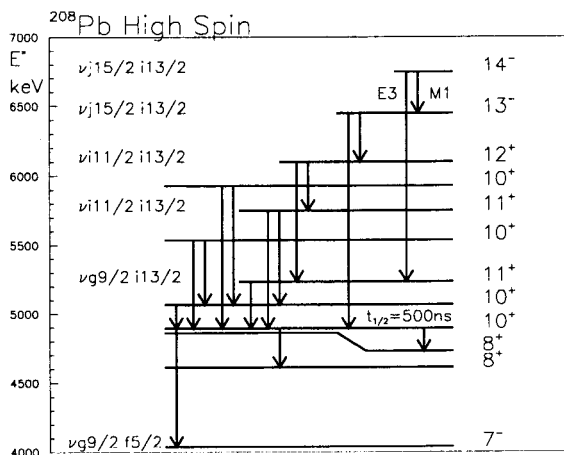 ²⁰⁸Pb High Spin
7000
E*
keV
6500
6000
5500
5000
4500
4000
νj15/2 i13/2
νj15/2 i13/2
νi11/2 i13/2
νi11/2 i13/2
νg9/2 i13/2
νg9/2 f5/2
E3 M1
t₁/₂=500ns
14⁻
13⁻
12⁺
10⁺
11⁺
10⁺
11⁺
10⁺
10⁺
8⁺
8⁺
7⁻